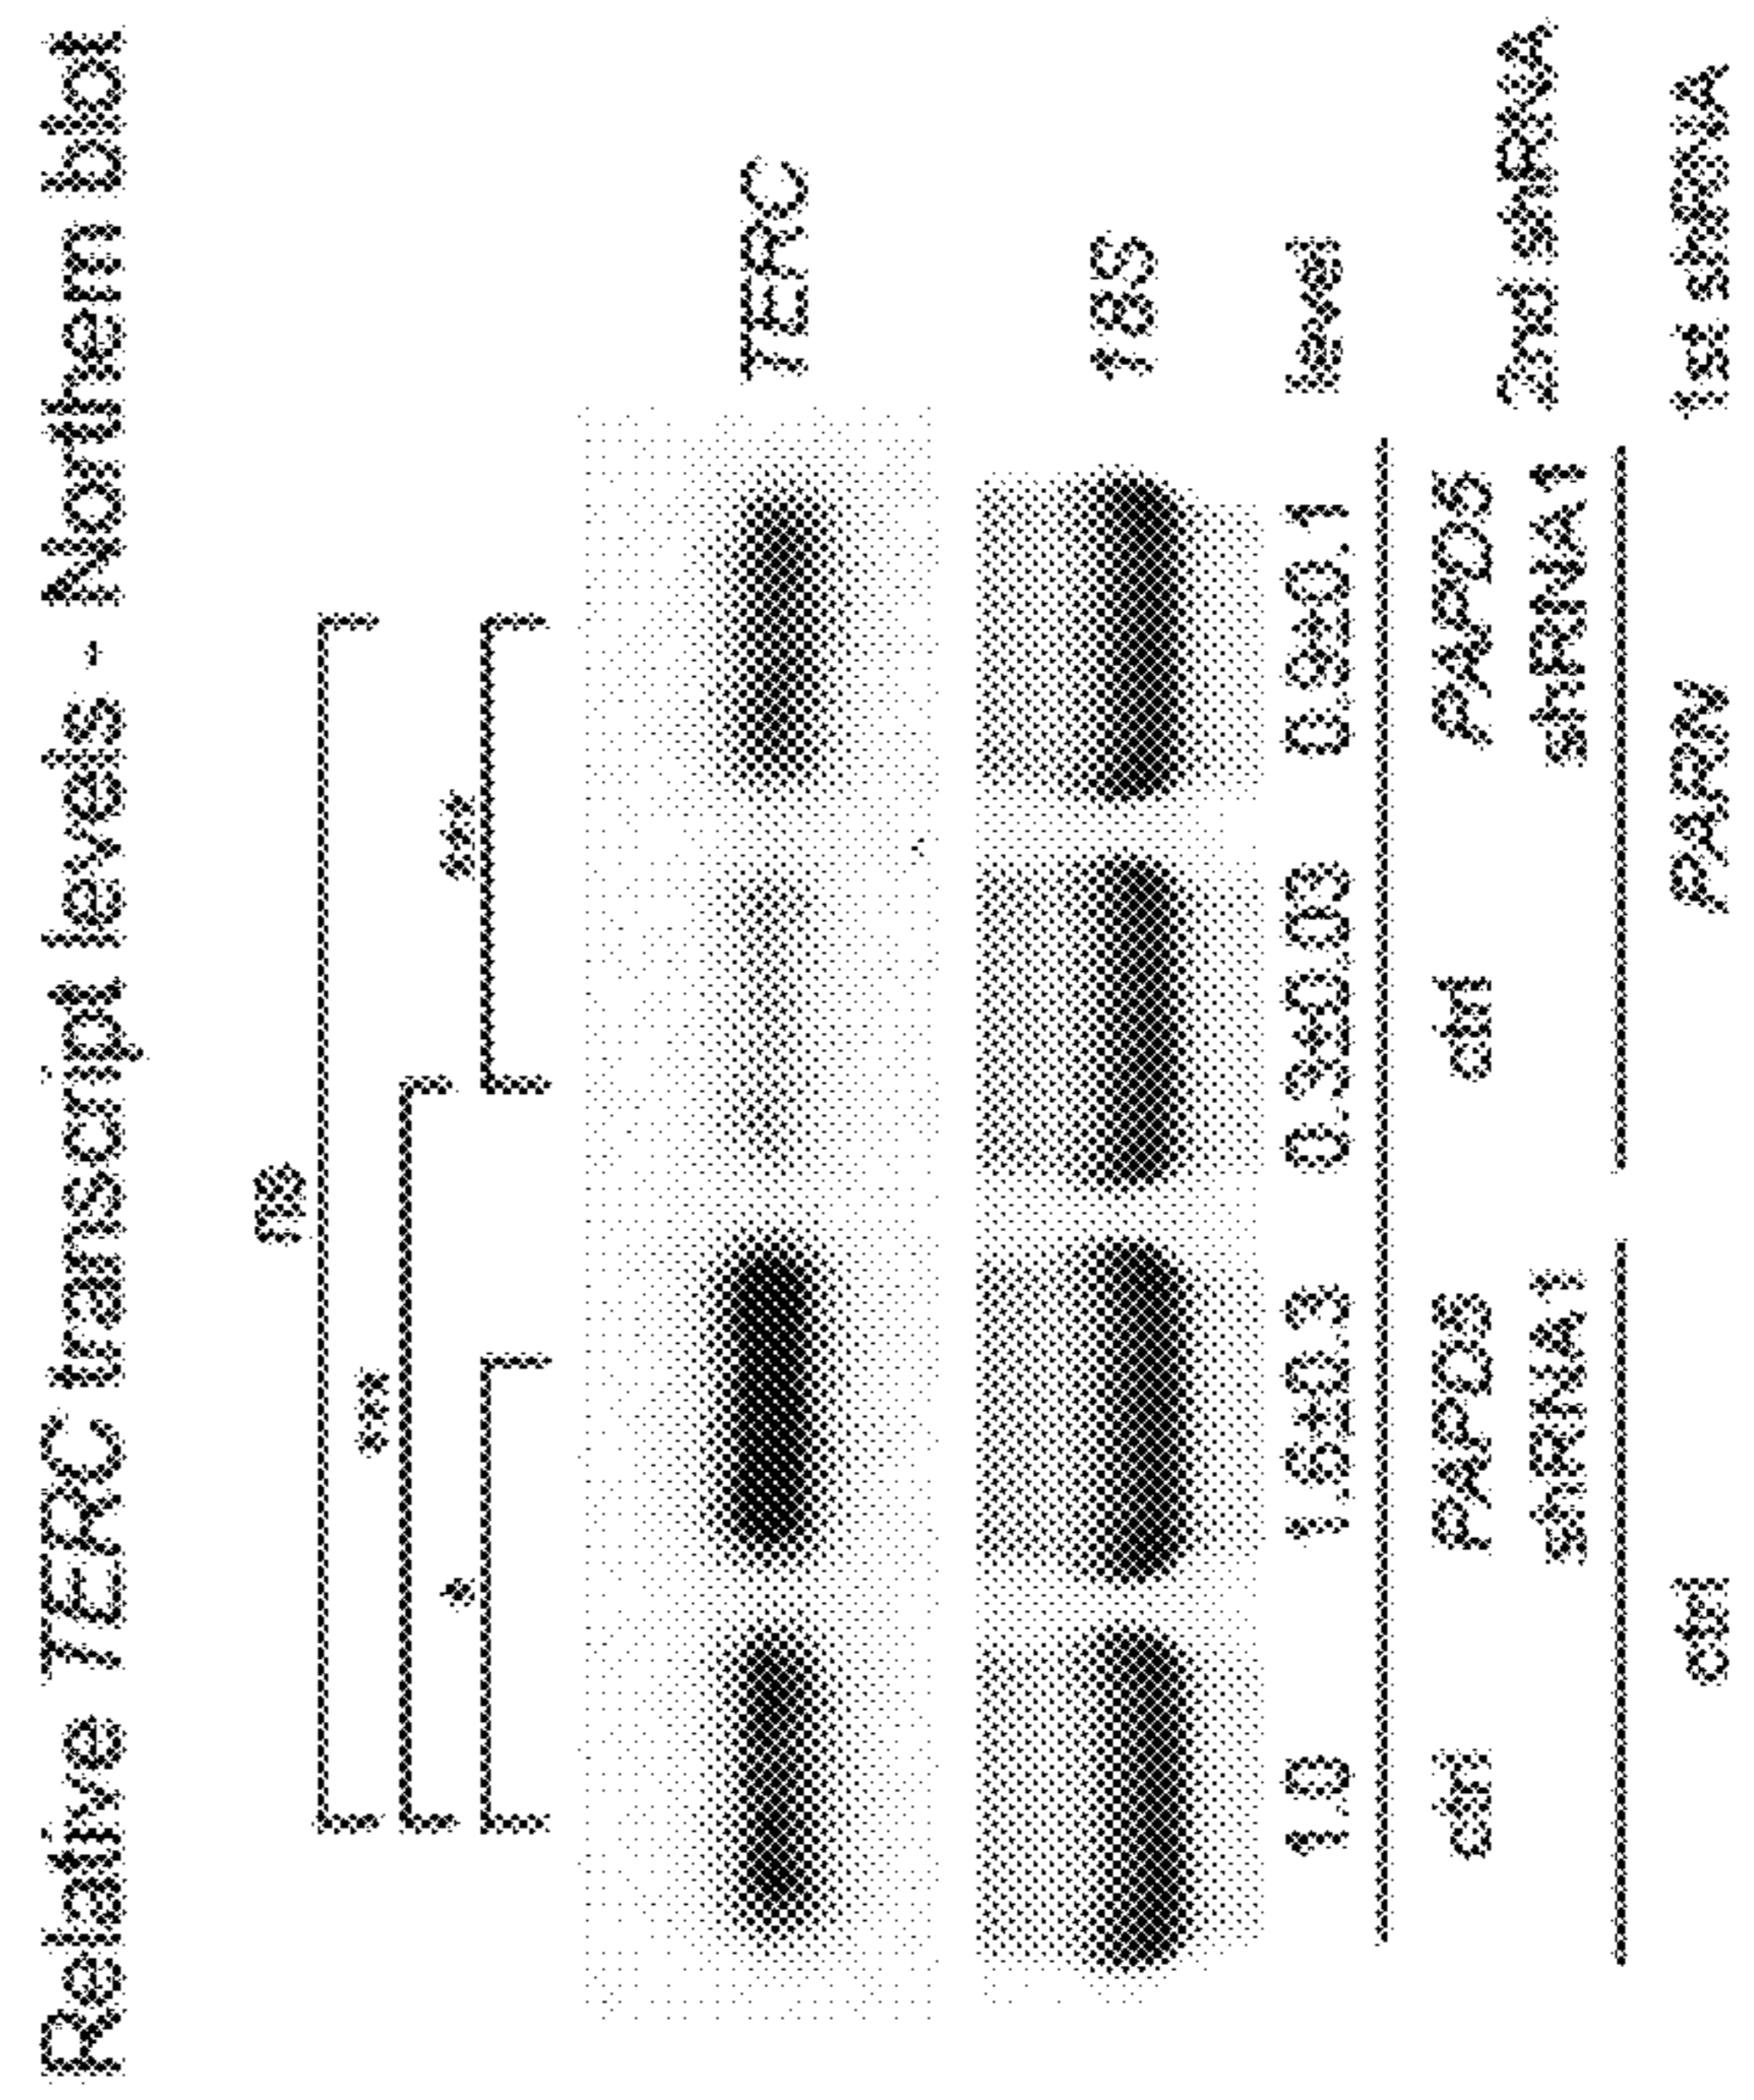 Relative TERC transcript levels - Northern blot
ns
***
* ***
TERC
18S
1.0 1.6±0.3 0.3±0.03 0.9±0.1 level
ctrl PAPD5 shRNA1 ctrl PAPD5 shRNA1 2nd shRNA
ctrl PARN 1st shRNA